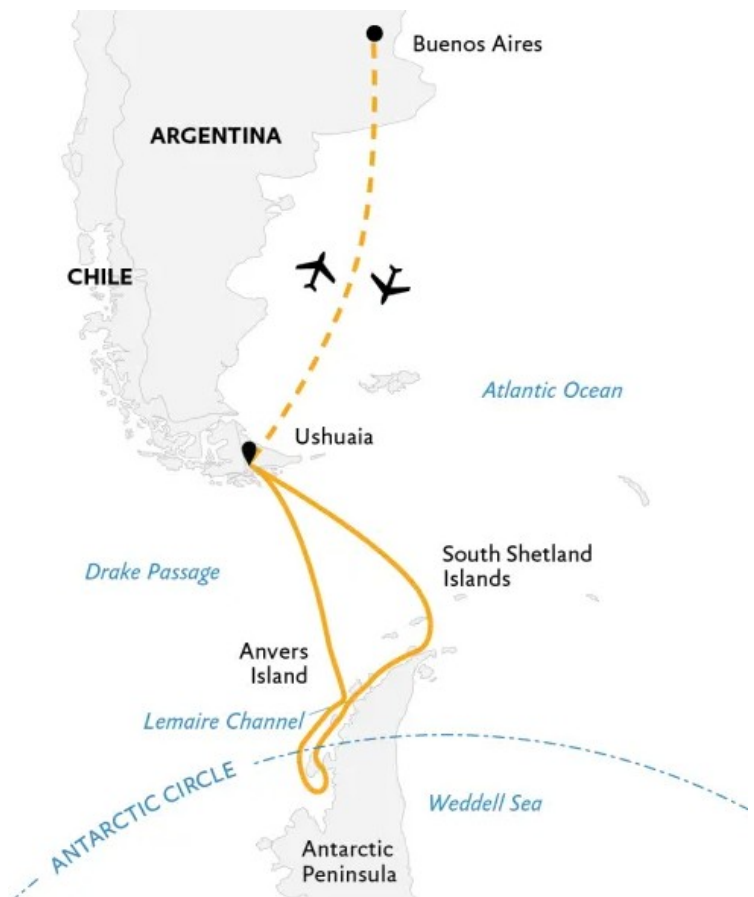 Buenos Aires
ARGENTINA
CHILE
Atlantic Ocean
Ushuaia
South Shetland
Islands
Drake Passage
Anvers
Island
Lemaire Channel
ANTARCTIC CIRCLE
Weddell Sea
Antarctic
Peninsula